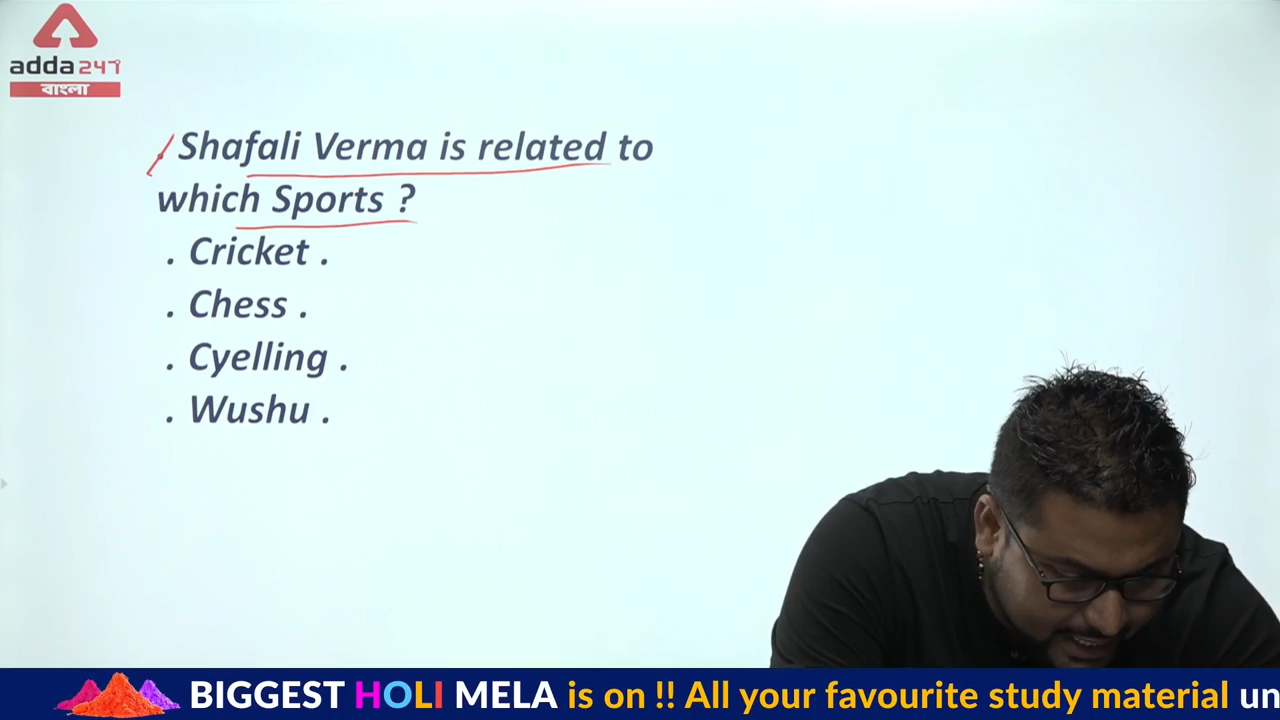 adda247
বাংলা
. Shafali Verma is related to
which Sports ?
. Cricket .
. Chess .
. Cyelling .
. Wushu .
BIGGEST HOLI MELA is on !! All your favourite study material un